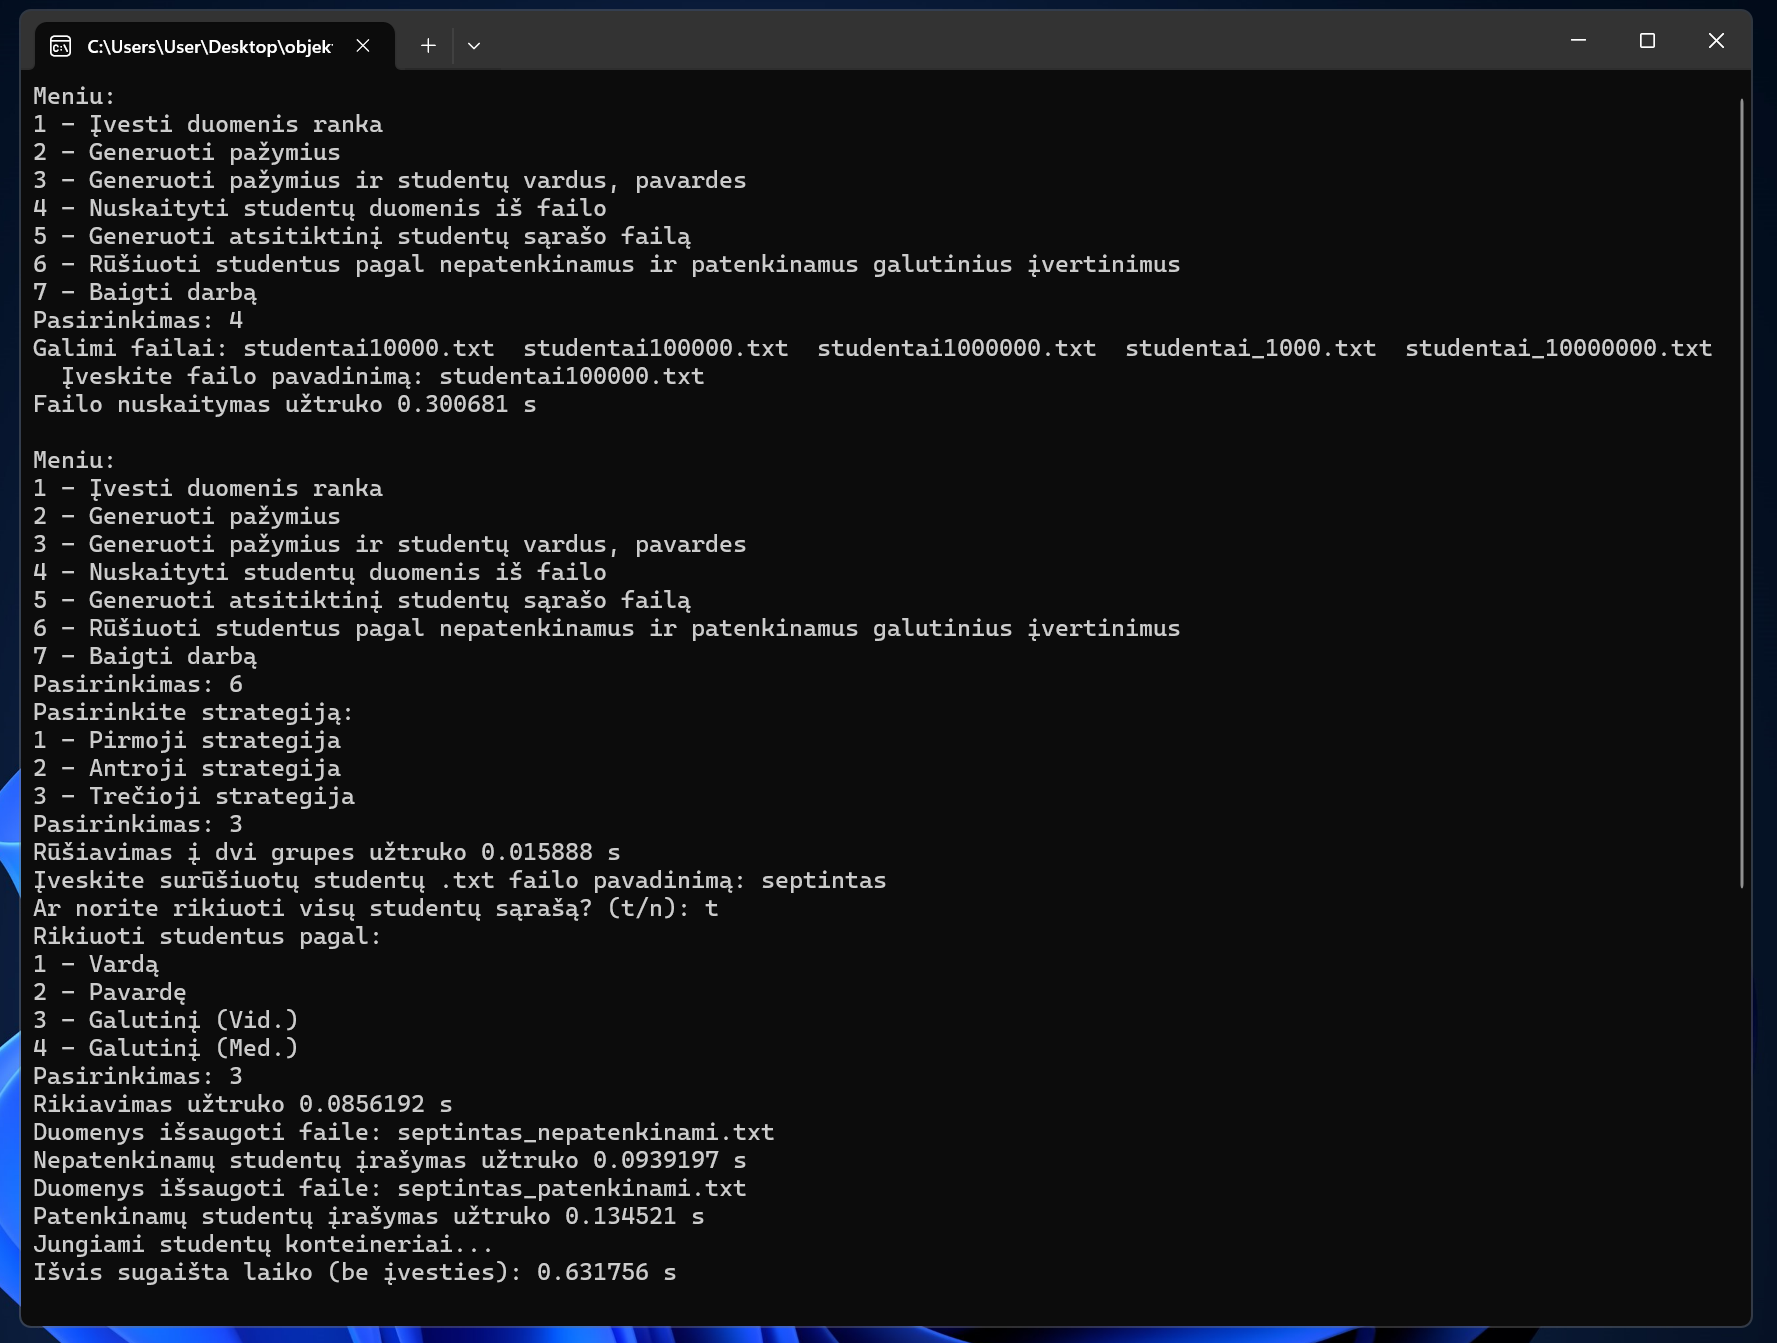 C:\Users\User\Desktop\objek
Meniu:
1 - Įvesti duomenis ranka
2 - Generuoti pažymius
3 - Generuoti pažymius ir studentų vardus, pavardes
4 - Nuskaityti studentų duomenis iš failo
5 - Generuoti atsitiktinį studentų sąrašo failą
6 - Rūšiuoti studentus pagal nepatenkinamus ir patenkinamus galutinius įvertinimus
7 - Baigti darbą
Pasirinkimas: 4
Galimi failai: studentai10000.txt  studentai100000.txt  studentai1000000.txt  studentai_1000.txt  studentai_10000000.txt
  Įveskite failo pavadinimą: studentai100000.txt
Failo nuskaitymas užtruko 0.300681 s
Meniu:
1 - Įvesti duomenis ranka
2 - Generuoti pažymius
3 - Generuoti pažymius ir studentų vardus, pavardes
4 - Nuskaityti studentų duomenis iš failo
5 - Generuoti atsitiktinį studentų sąrašo failą
6 - Rūšiuoti studentus pagal nepatenkinamus ir patenkinamus galutinius įvertinimus
7 - Baigti darbą
Pasirinkimas: 6
Pasirinkite strategiją:
1 - Pirmoji strategija
2 - Antroji strategija
3 - Trečioji strategija
Pasirinkimas: 3
Rūšiavimas į dvi grupes užtruko 0.015888 s
Įveskite surūšiuotų studentų .txt failo pavadinimą: septintas
Ar norite rikiuoti visų studentų sąrašą? (t/n): t
Rikiuoti studentus pagal:
1 - Vardą
2 - Pavardę
3 - Galutinį (Vid.)
4 - Galutinį (Med.)
Pasirinkimas: 3
Rikiavimas užtruko 0.0856192 s
Duomenys išsaugoti faile: septintas_nepatenkinami.txt
Nepatenkinamų studentų įrašymas užtruko 0.0939197 s
Duomenys išsaugoti faile: septintas_patenkinami.txt
Patenkinamų studentų įrašymas užtruko 0.134521 s
Jungiami studentų konteineriai...
Išvis sugaišta laiko (be įvesties): 0.631756 s